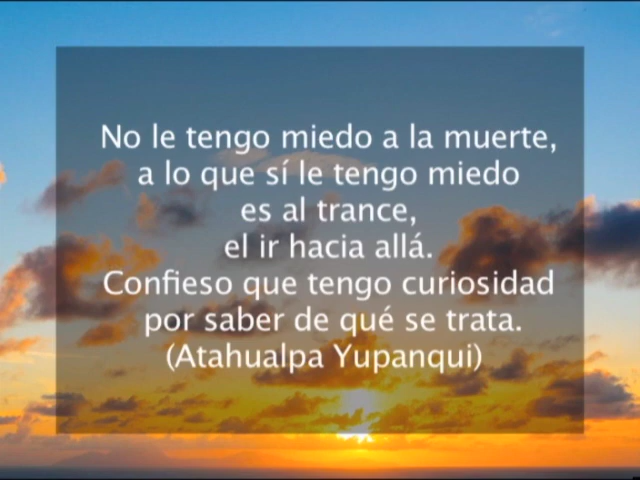 No le tengo miedo a la muerte,
a lo que sí le tengo miedo
es al trance,
el ir hacia allá.
Confieso que tengo curiosidad
por saber de qué se trata.
(Atahualpa Yupanqui)